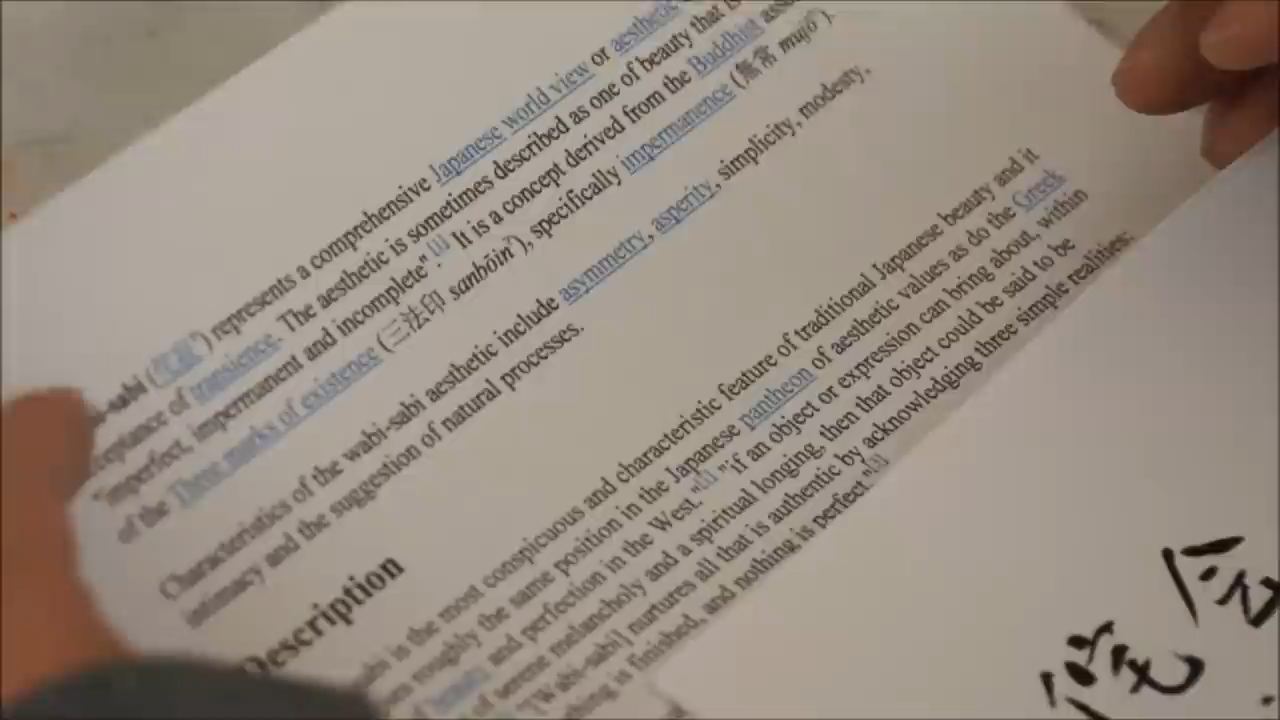 -sabi (侘寂) represents a comprehensive Japanese world view or aesthetic
acceptance of transience. The aesthetic is sometimes described as one of beauty that is
"imperfect, impermanent and incomplete".[1] It is a concept derived from the Buddhist
of the Three marks of existence (三法印 sanbōin?), specifically impermanence (無常 mujō?).
Characteristics of the wabi-sabi aesthetic include asymmetry, asperity, simplicity, modesty,
intimacy and the suggestion of natural processes.
Description
is the most conspicuous and characteristic feature of traditional Japanese beauty and it
roughly the same position in the Japanese pantheon of aesthetic values as do the Greek
and perfection in the West."[1] "if an object or expression can bring about, within
of serene melancholy and a spiritual longing, then that object could be said to be
"[Wabi-sabi] nurtures all that is authentic by acknowledging three simple realities:
is finished, and nothing is perfect."[3]